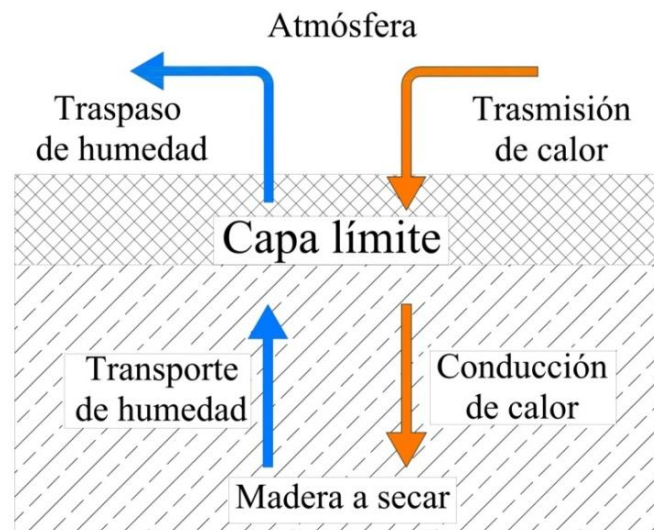 Atmósfera
Traspaso
de humedad
Trasmisión
de calor
Capa límite
Transporte
de humedad
Conducción
de calor
Madera a secar